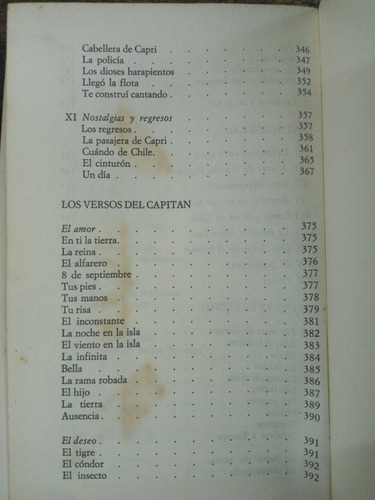 Cabellera de Capri . . . . . . . 346
La policía . . . . . . . . 347
Los dioses harapientos . . . . . . 349
Llegó la flota . . . . . . . . 352
Te construí cantando . . . . . . . 354
XI Nostalgias y regresos . . . . . . 357
Los regresos . . . . . . . . 357
La pasajera de Capri . . . . . . . 358
Cuándo de Chile . . . . . . . . 361
El cinturón . . . . . . . . 365
Un día . . . . . . . . 367
LOS VERSOS DEL CAPITAN
El amor . . . . . . . . 375
En ti la tierra . . . . . . . . 375
La reina . . . . . . . . 375
El alfarero . . . . . . . . 376
8 de septiembre . . . . . . . . 377
Tus pies . . . . . . . . 377
Tus manos . . . . . . . . 378
Tu risa . . . . . . . . 379
El inconstante . . . . . . . . 381
La noche en la isla . . . . . . . 382
El viento en la isla . . . . . . . 383
La infinita . . . . . . . . 384
Bella . . . . . . . . 385
La rama robada . . . . . . . . 386
El hijo . . . . . . . . 387
La tierra . . . . . . . . 389
Ausencia . . . . . . . . 390
El deseo . . . . . . . . 391
El tigre . . . . . . . . 391
El cóndor . . . . . . . . 392
El insecto . . . . . . . . 392